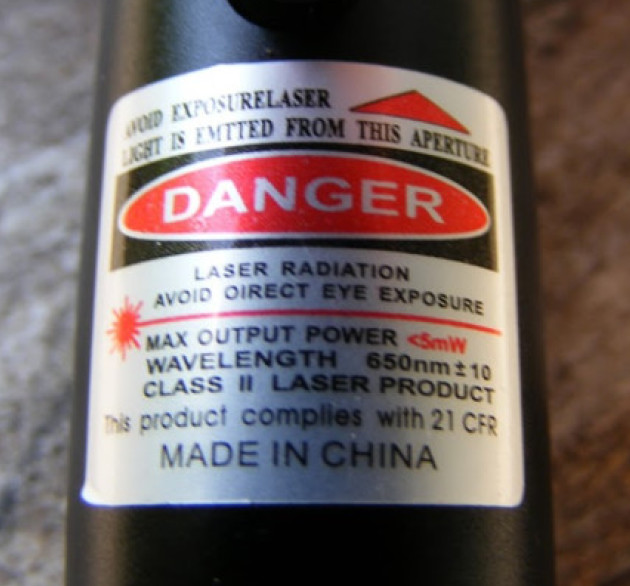 AVOID EXPOSURELASER
LIGHT IS EMTTED FROM THIS APERTURE
DANGER
LASER RADIATION
AVOID OIRECT EYE EXPOSURE
MAX OUTPUT POWER <5mW
WAVELENGTH 650nm±10
CLASS II LASER PRODUCT
This product complies with 21 CFR
MADE IN CHINA